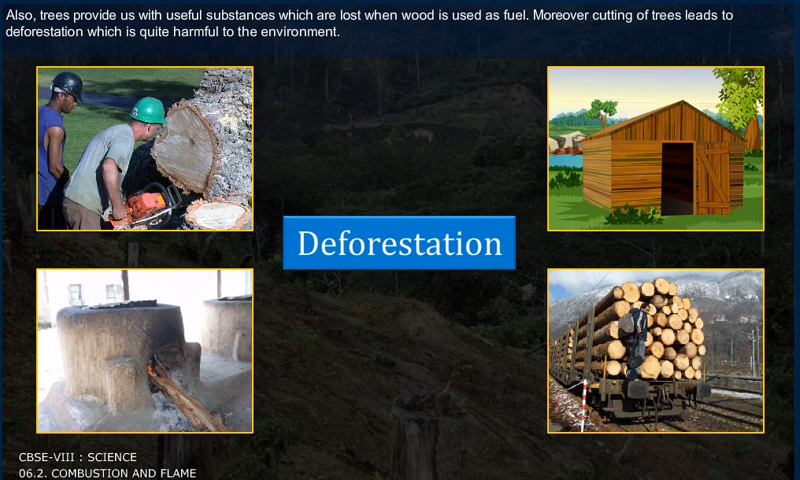 Also, trees provide us with useful substances which are lost when wood is used as fuel. Moreover cutting of trees leads to
deforestation which is quite harmful to the environment.
Deforestation
CBSE-VIII : SCIENCE
06.2. COMBUSTION AND FLAME